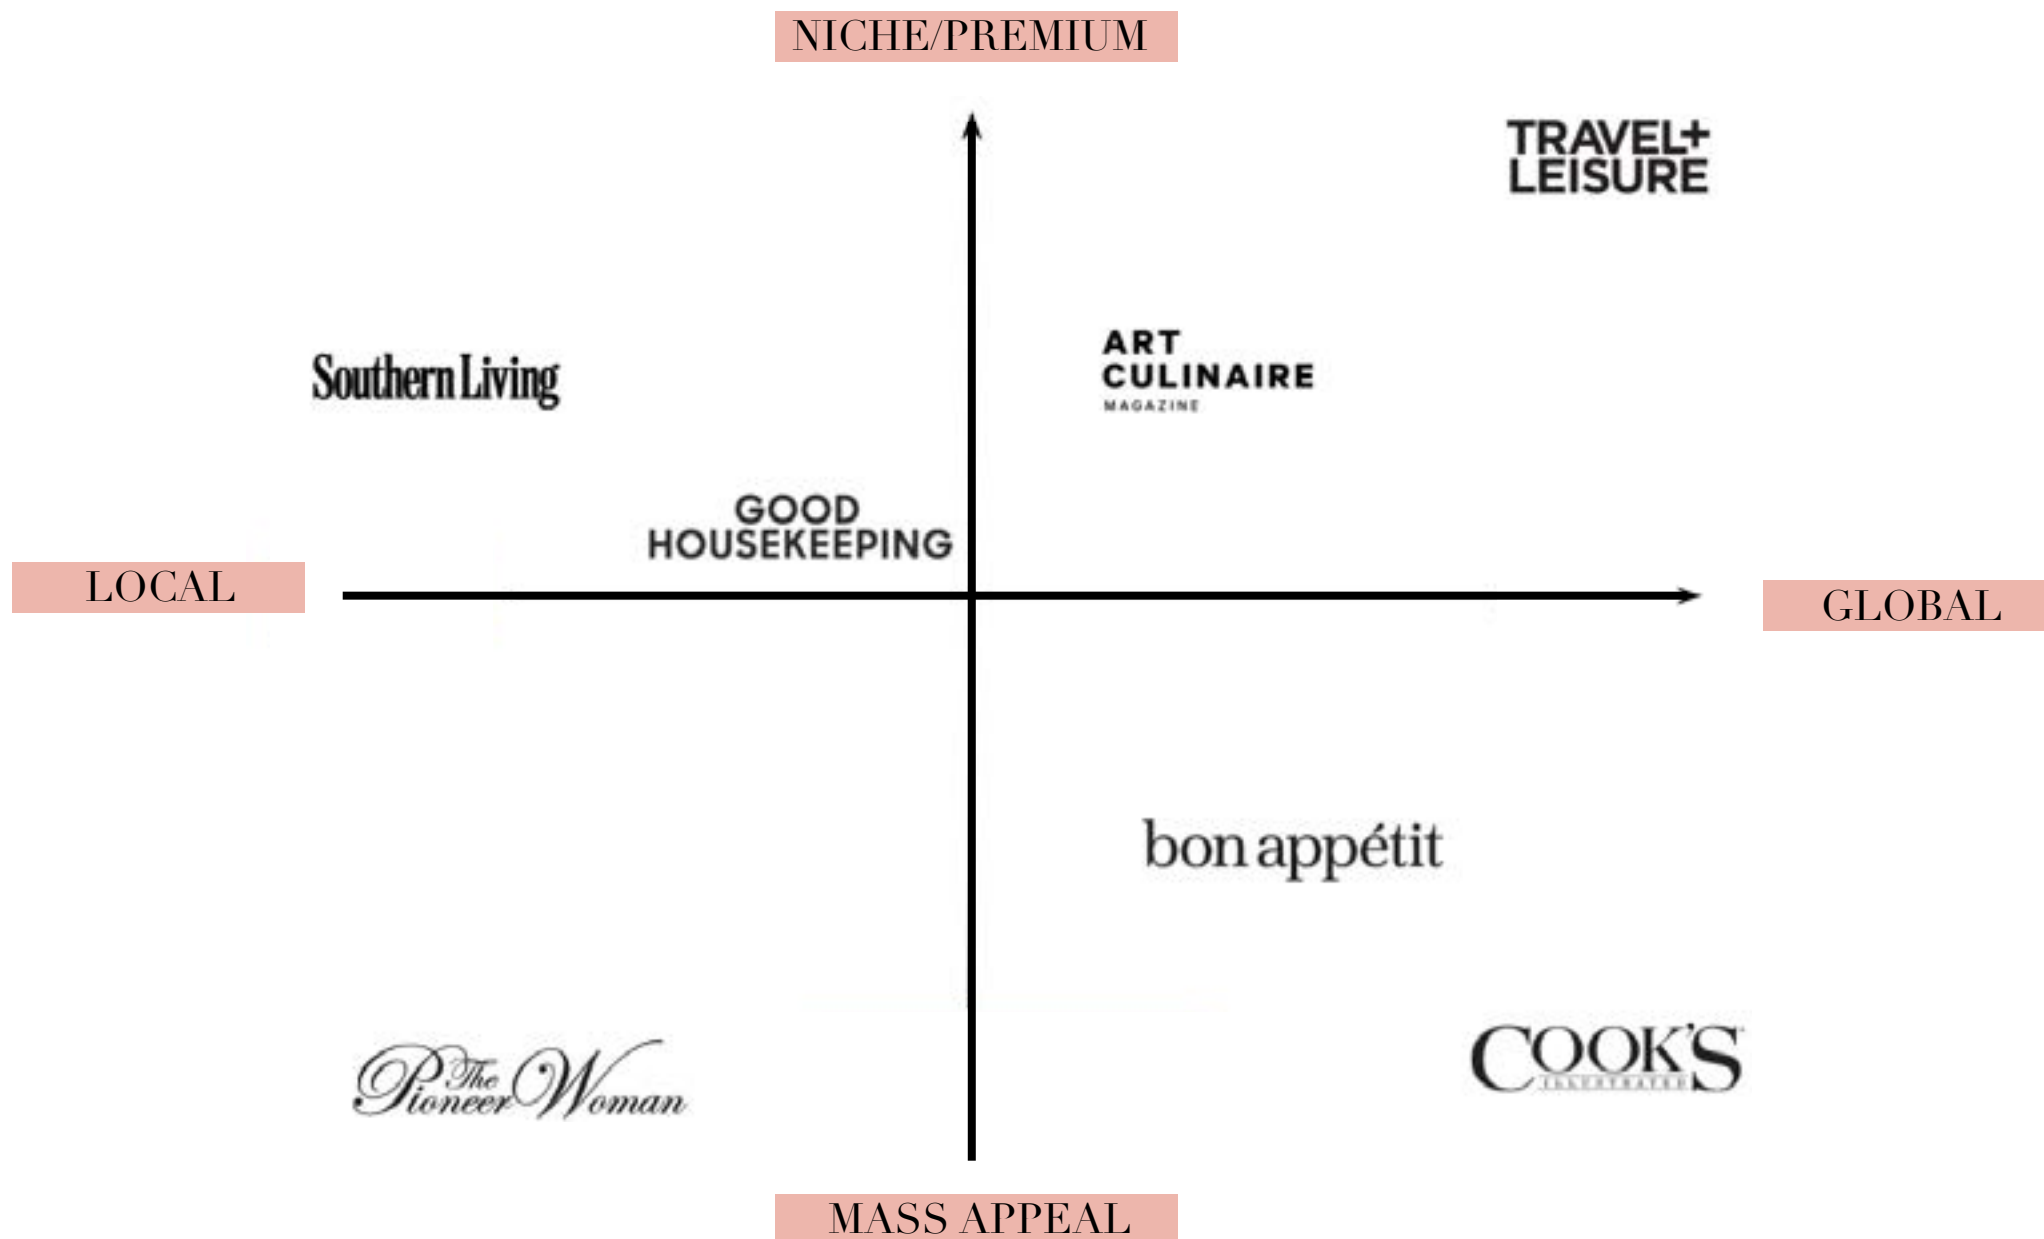 NICHE/PREMIUM
TRAVEL+
LEISURE
ART
CULINAIRE
MAGAZINE
Southern Living
GOOD
HOUSEKEEPING
LOCAL
GLOBAL
bon appétit
The
Pioneer Woman
COOK'S
ILLUSTRATED
MASS APPEAL